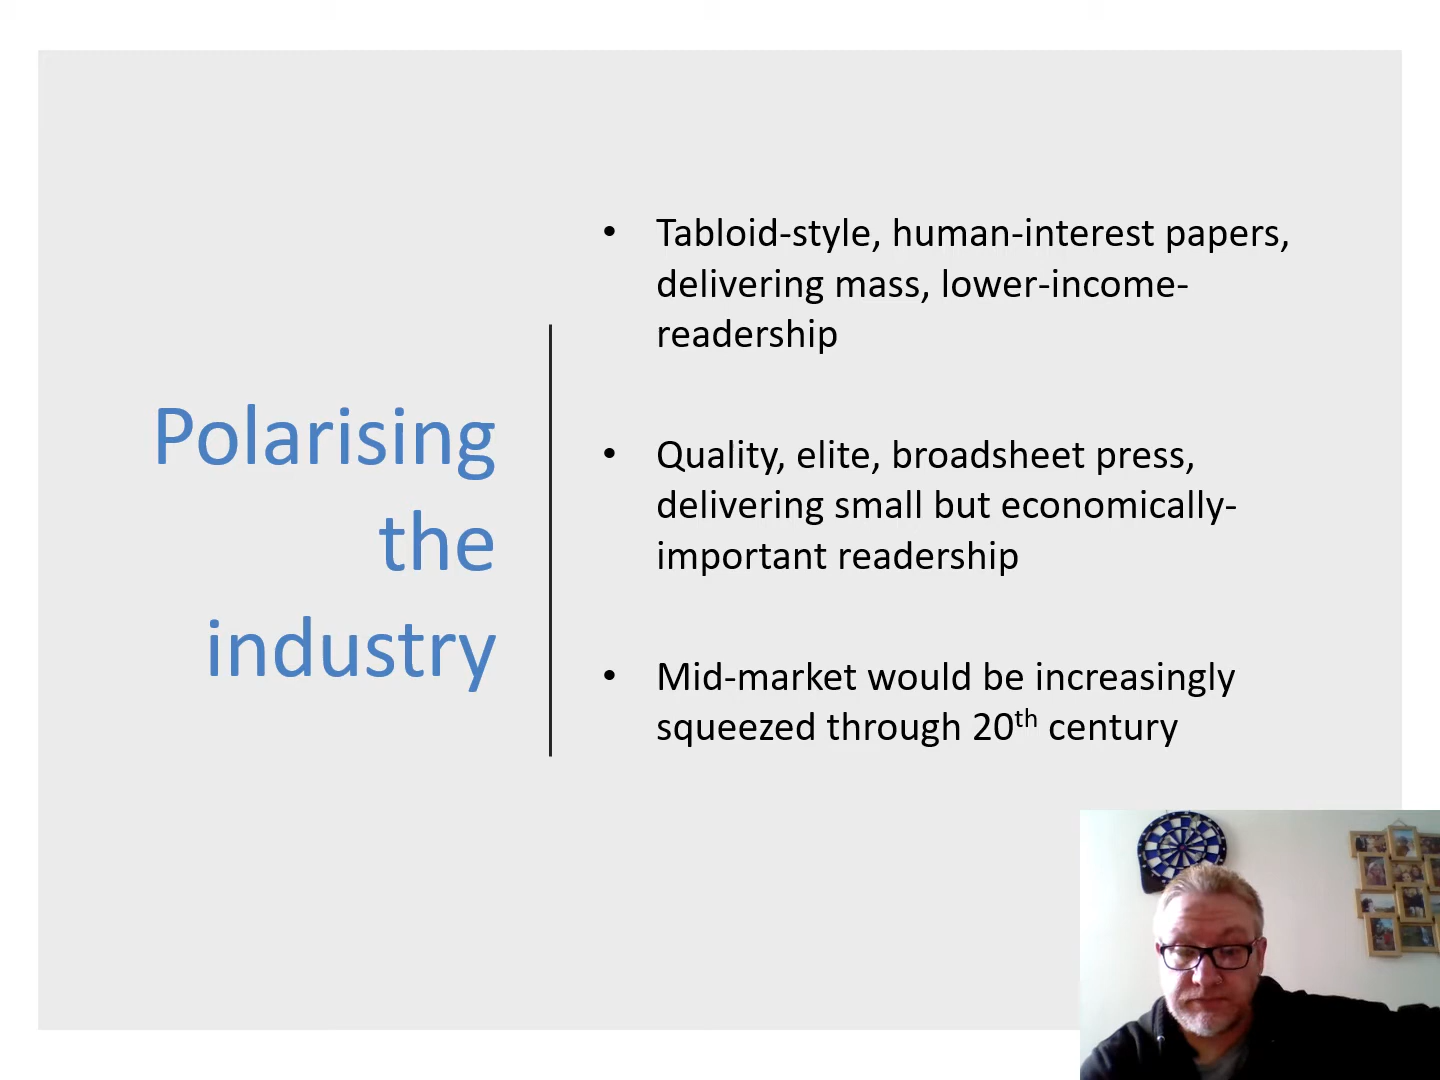 Polarising
the
industry
• Tabloid-style, human-interest papers,
delivering mass, lower-income-
readership
• Quality, elite, broadsheet press,
delivering small but economically-
important readership
• Mid-market would be increasingly
squeezed through 20th century